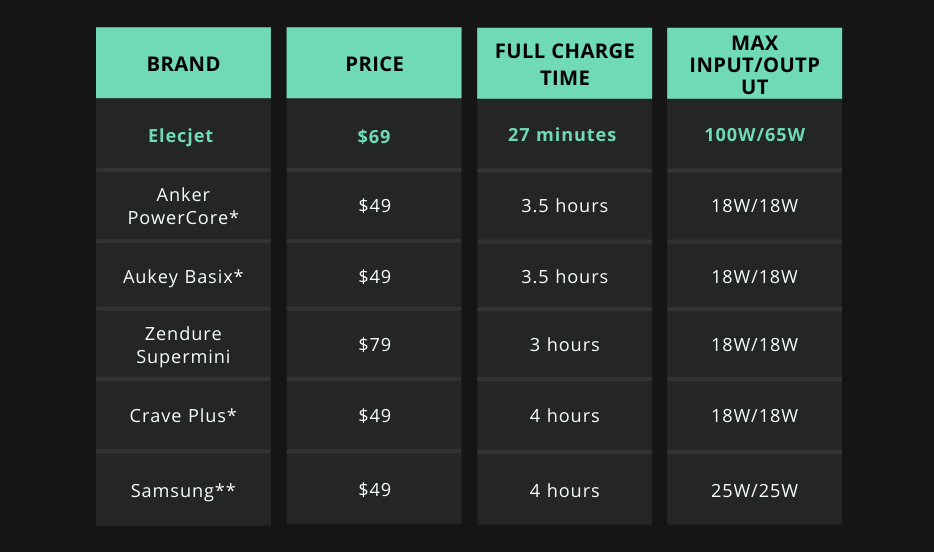 BRAND
PRICE
FULL CHARGE
TIME
MAX
INPUT/OUTP
UT
Elecjet
$69
27 minutes
100W/65W
Anker
PowerCore*
$49
3.5 hours
18W/18W
Aukey Basix*
$49
3.5 hours
18W/18W
Zendure
Supermini
$79
3 hours
18W/18W
Crave Plus*
$49
4 hours
18W/18W
Samsung**
$49
4 hours
25W/25W